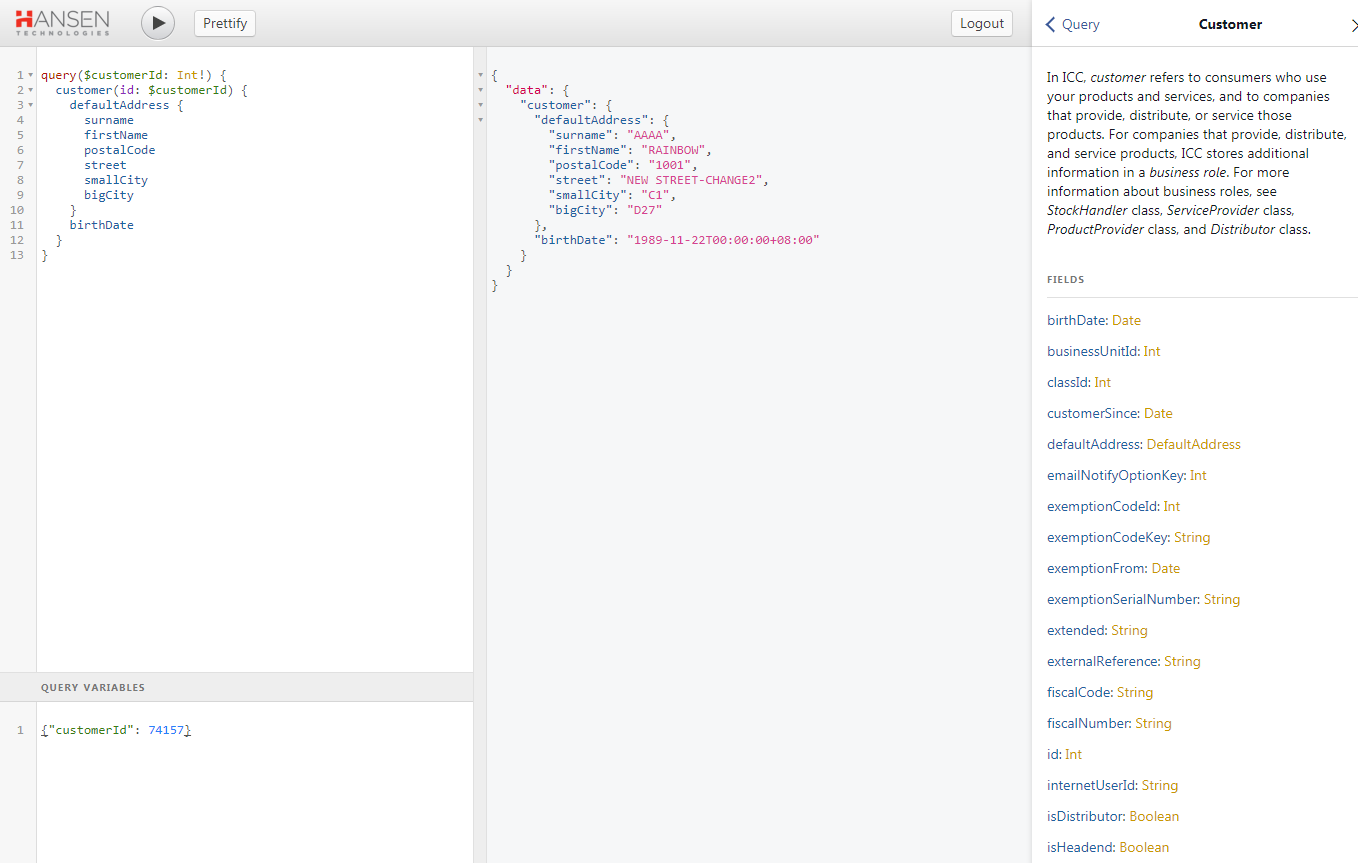 HANSEN
TECHNOLOGIES
Prettify
Logout
1 query($customerId: Int!) {
2   customer(id: $customerId) {
3     defaultAddress {
4       surname
5       firstName
6       postalCode
7       street
8       smallCity
9       bigCity
10     }
11     birthDate
12   }
13 }
QUERY VARIABLES
1 {"customerId": 74157}
{
  "data": {
    "customer": {
      "defaultAddress": {
        "surname": "AAAA",
        "firstName": "RAINBOW",
        "postalCode": "1001",
        "street": "NEW STREET-CHANGE2",
        "smallCity": "C1",
        "bigCity": "D27"
      },
      "birthDate": "1989-11-22T00:00:00+08:00"
    }
  }
}
Query
Customer
In ICC, customer refers to consumers who use
your products and services, and to companies
that provide, distribute, or service those
products. For companies that provide, distribute,
and service products, ICC stores additional
information in a business role. For more
information about business roles, see
StockHandler class, ServiceProvider class,
ProductProvider class, and Distributor class.
FIELDS
birthDate: Date
businessUnitId: Int
classId: Int
customerSince: Date
defaultAddress: DefaultAddress
emailNotifyOptionKey: Int
exemptionCodeId: Int
exemptionCodeKey: String
exemptionFrom: Date
exemptionSerialNumber: String
extended: String
externalReference: String
fiscalCode: String
fiscalNumber: String
id: Int
internetUserId: String
isDistributor: Boolean
isHeadend: Boolean